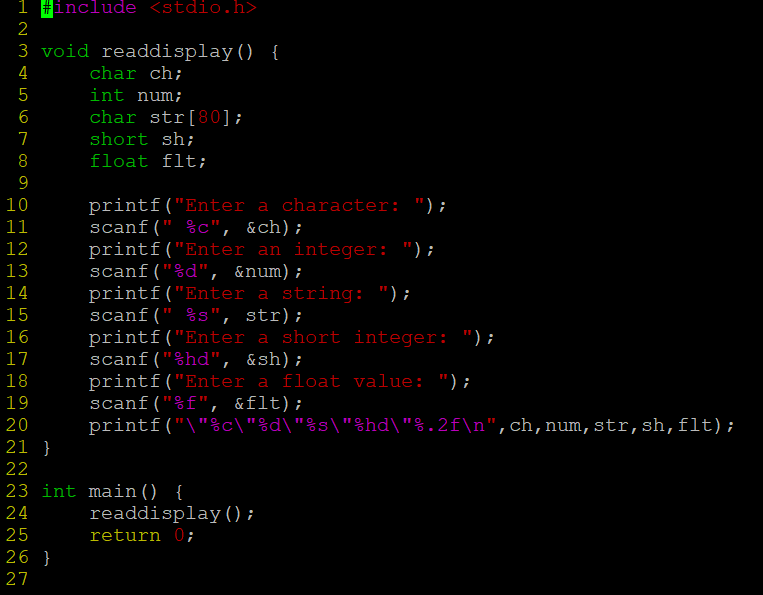 1 #include <stdio.h>
2
3 void readdisplay() {
4     char ch;
5     int num;
6     char str[80];
7     short sh;
8     float flt;
9
10     printf("Enter a character: ");
11     scanf(" %c", &ch);
12     printf("Enter an integer: ");
13     scanf("%d", &num);
14     printf("Enter a string: ");
15     scanf(" %s", str);
16     printf("Enter a short integer: ");
17     scanf("%hd", &sh);
18     printf("Enter a float value: ");
19     scanf("%f", &flt);
20     printf("\"%c\"%d\"%s\"%hd\"%.2f\n",ch,num,str,sh,flt);
21 }
22
23 int main() {
24     readdisplay();
25     return 0;
26 }
27